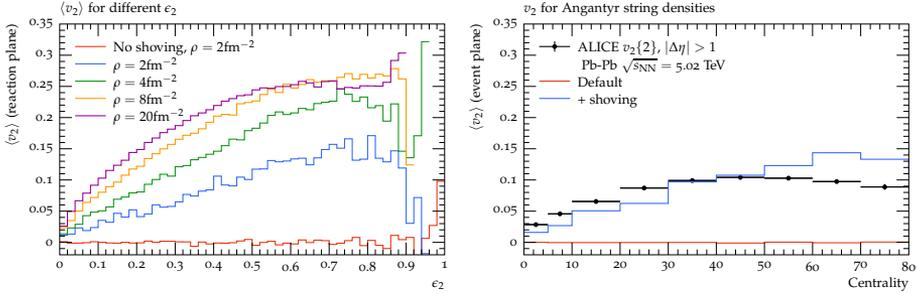 ⟨v₂⟩ for different ϵ₂
⟨v₂⟩ (reaction plane)
0.35
0.3
0.25
0.2
0.15
0.1
0.05
0
No shoving, ρ = 2fm⁻²
ρ = 2fm⁻²
ρ = 4fm⁻²
ρ = 8fm⁻²
ρ = 20fm⁻²
0 0.1 0.2 0.3 0.4 0.5 0.6 0.7 0.8 0.9 1
ϵ₂
v₂ for Angantyr string densities
⟨v₂⟩ (event plane)
0.35
0.3
0.25
0.2
0.15
0.1
0.05
0
ALICE v₂{2}, |Δη| > 1
Pb-Pb √s_NN = 5.02 TeV
Default
+ shoving
0 10 20 30 40 50 60 70 80
Centrality